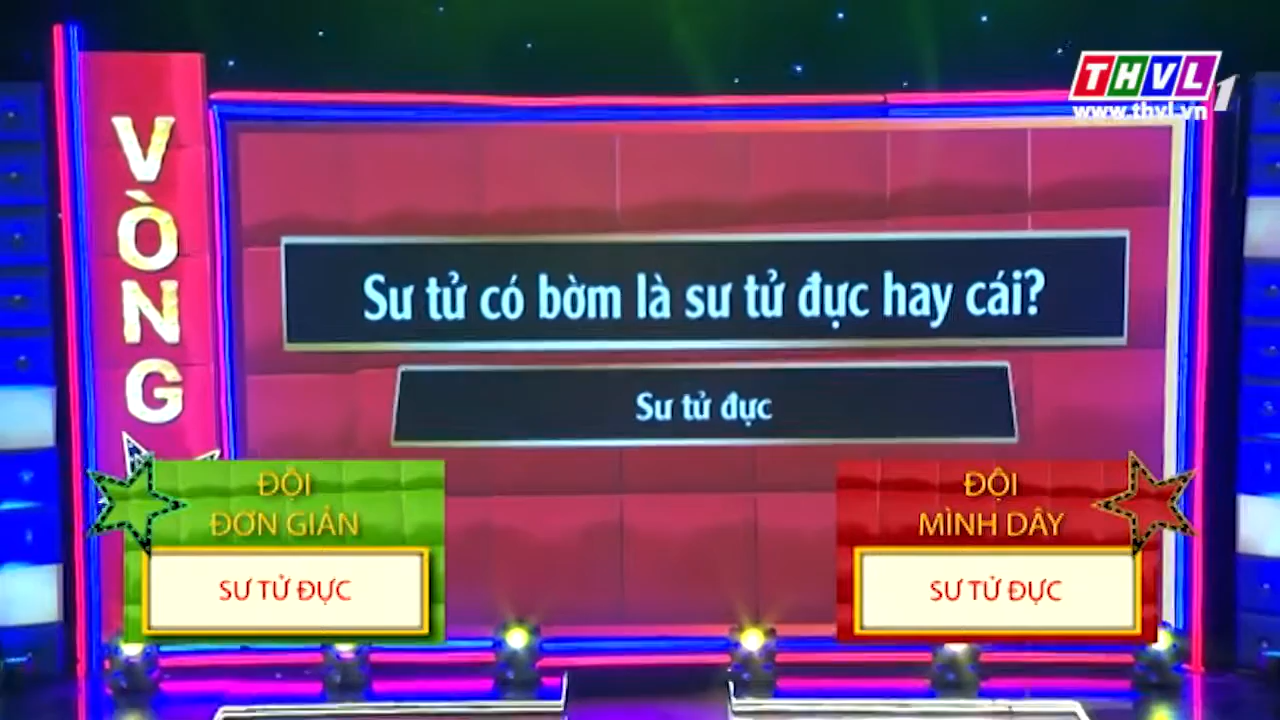 THVL1
www.thvl.vn
VÒNG
Sư tử có bờm là sư tử đực hay cái?
Sư tử đực
ĐỘI
ĐƠN GIẢN
SƯ TỬ ĐỰC
ĐỘI
MÌNH DÂY
SƯ TỬ ĐỰC